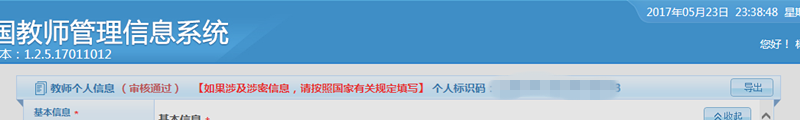 2017年05月23日 23:38:48
国教师管理信息系统
本：1.2.5.17011012
您好！
教师个人信息（审核通过）【如果涉及涉密信息，请按照国家有关规定填写】个人标识码： 导出
基本信息 * 基本信息 * 收起